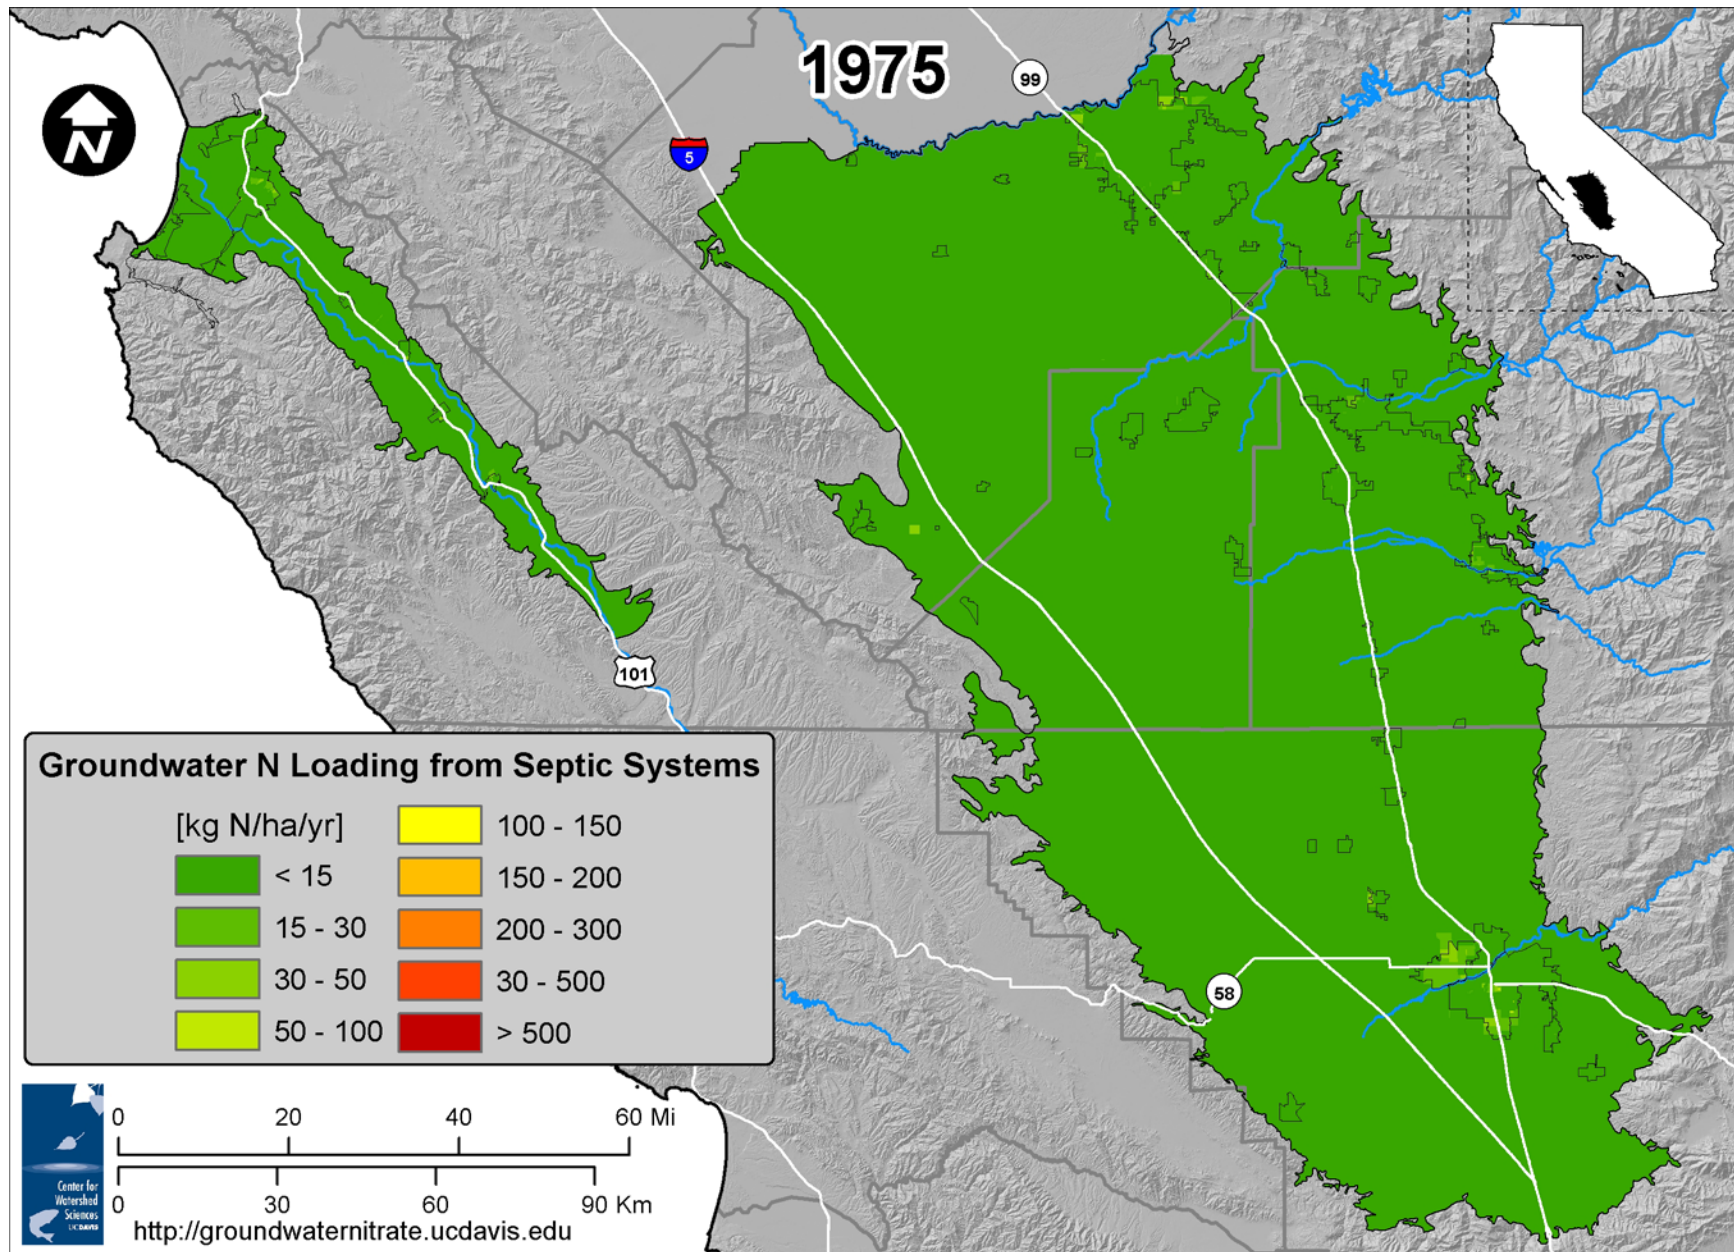 1975
99
5
N
101
58
Groundwater N Loading from Septic Systems
[kg N/ha/yr]
< 15
15 - 30
30 - 50
50 - 100
100 - 150
150 - 200
200 - 300
30 - 500
> 500
0 20 40 60 Mi
0 30 60 90 Km
Center for
Watershed
Sciences
UC DAVIS
http://groundwaternitrate.ucdavis.edu